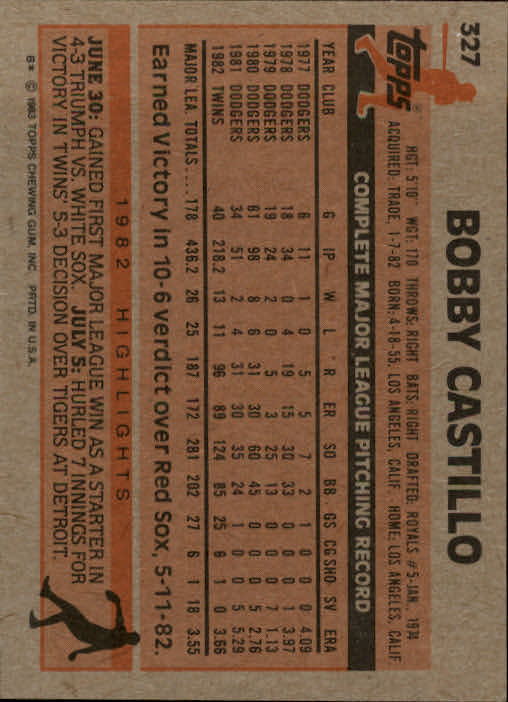 327
BOBBY CASTILLO
topps®
HGT: 5'10" WGT: 170 THROWS: RIGHT BATS: RIGHT DRAFTED: ROYALS #5-JAN. 1974
ACQUIRED: TRADE, 1-7-82 BORN: 4-18-55, LOS ANGELES, CALIF. HOME: LOS ANGELES, CALIF
COMPLETE MAJOR LEAGUE PITCHING RECORD
YEAR CLUB G IP W L R ER SO BB GS CG SHO SV ERA
1977 DODGERS 6 11 1 0 5 5 7 2 1 0 0 0 4.09
1978 DODGERS 18 34 0 4 19 15 30 33 0 0 0 1 3.97
1979 DODGERS 19 24 2 0 5 3 25 13 0 0 0 7 1.13
1980 DODGERS 61 98 8 6 31 30 60 45 0 0 0 5 2.76
1981 DODGERS 34 51 2 4 31 30 35 24 1 0 0 5 5.29
1982 TWINS 40 218.2 13 11 96 89 124 85 25 6 1 0 3.66
MAJOR LEA. TOTALS.... 178 436.2 26 25 187 172 281 202 27 6 1 18 3.55
Earned Victory in 10-6 verdict over Red Sox, 5-11-82.
1982 HIGHLIGHTS
JUNE 30: GAINED FIRST MAJOR LEAGUE WIN AS A STARTER IN
4-3 TRIUMPH VS. WHITE SOX. JULY 5: HURLED 7 INNINGS FOR
VICTORY IN TWINS' 5-3 DECISION OVER TIGERS AT DETROIT.
B* © 1983 TOPPS CHEWING GUM, INC. PRTD. IN U.S.A.